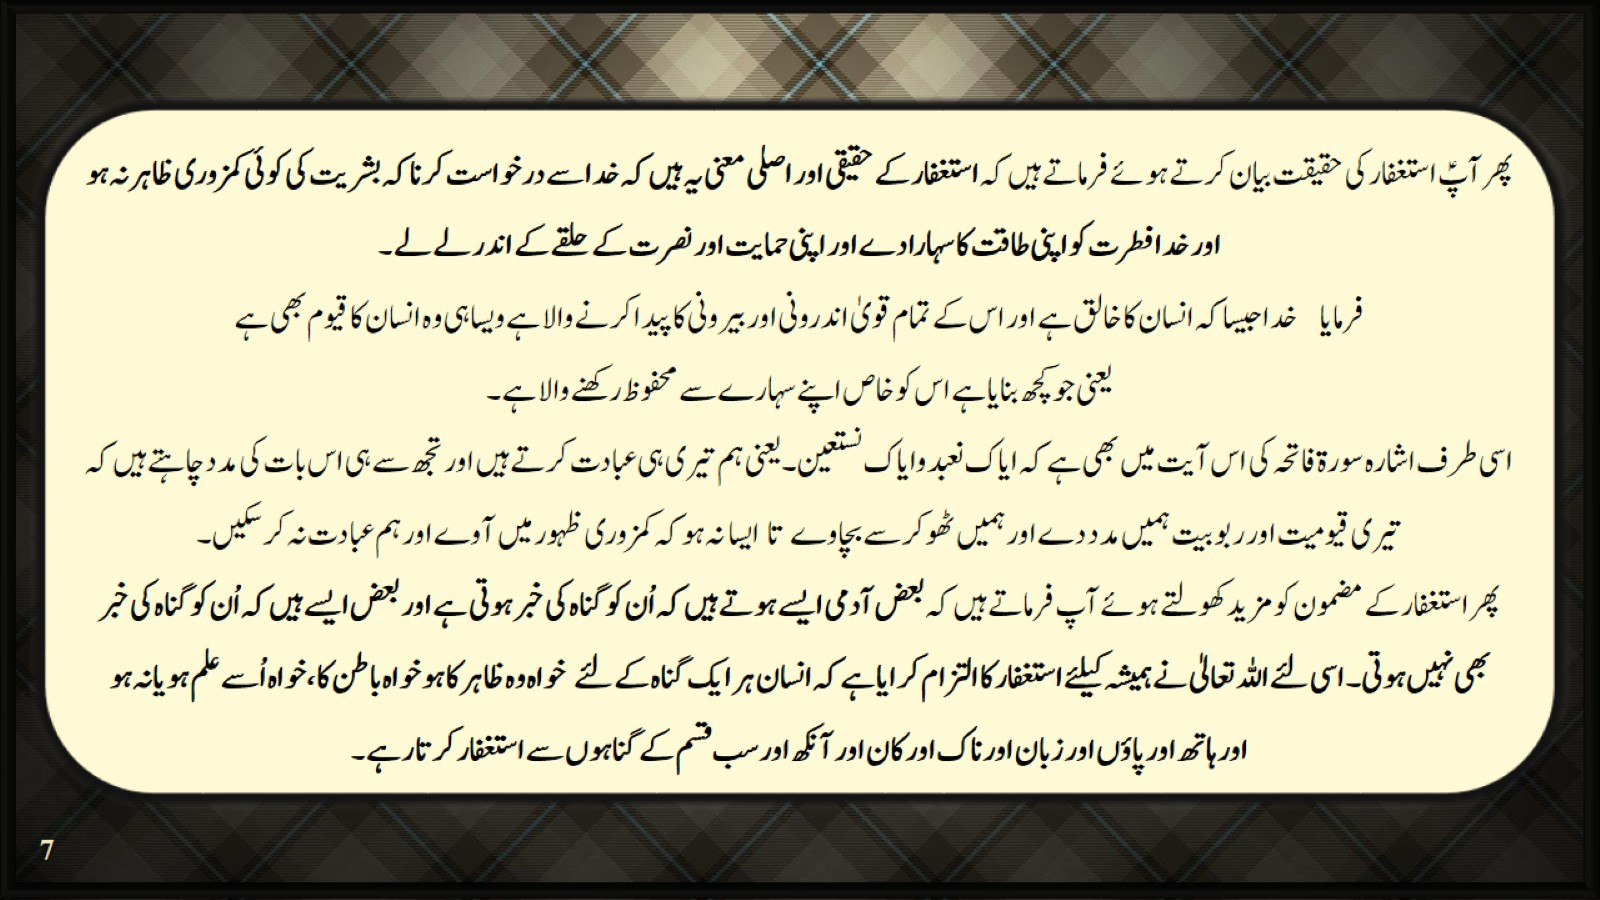 پھر آپؑ استغفار کی حقیقت بیان کرتے ہوئے فرماتے ہیں کہ استغفار کے حقیقی اور اصلی معنی یہ ہیں کہ خدا سے درخواست کرنا کہ بشریت کی کوئی کمزوری ظاہر نہ ہو
اور خدا فطرت کو اپنی طاقت کا سہارا دے اور اپنی حمایت اور نصرت کے حلقے کے اندر لے لے۔
فرمایا خدا جیسا کہ انسان کا خالق ہے اور اس کے تمام قویٰ اندرونی اور بیرونی کا پیدا کرنے والا ہے ویسا ہی وہ انسان کا قیوم بھی ہے
یعنی جو کچھ بنایا ہے اس کو خاص اپنے سہارے سے محفوظ رکھنے والا ہے۔
اسی طرف اشارہ سورۃ فاتحہ کی اس آیت میں بھی ہے کہ ایاک نعبد وایاک نستعین۔ یعنی ہم تیری ہی عبادت کرتے ہیں اور تجھ سے ہی اس بات کی مدد چاہتے ہیں کہ
تیری قیومیت اور ربوبیت ہمیں مدد دے اور ہمیں ٹھوکر سے بچاوے تا ایسا نہ ہو کہ کمزوری ظہور میں آوے اور ہم عبادت نہ کر سکیں۔
پھر استغفار کے مضمون کو مزید کھولتے ہوئے آپ فرماتے ہیں کہ بعض آدمی ایسے ہوتے ہیں کہ اُن کو گناہ کی خبر ہوتی ہے اور بعض ایسے ہیں کہ اُن کو گناہ کی خبر
بھی نہیں ہوتی۔ اسی لئے اللہ تعالیٰ نے ہمیشہ کیلئے استغفار کا التزام کرایا ہے کہ انسان ہر ایک گناہ کے لئے خواہ وہ ظاہر کا ہو خواہ باطن کا، خواہ اُسے علم ہو یا نہ ہو
اور ہاتھ اور پاؤں اور زبان اور ناک اور کان اور آنکھ اور سب قسم کے گناہوں سے استغفار کرتا رہے۔
7